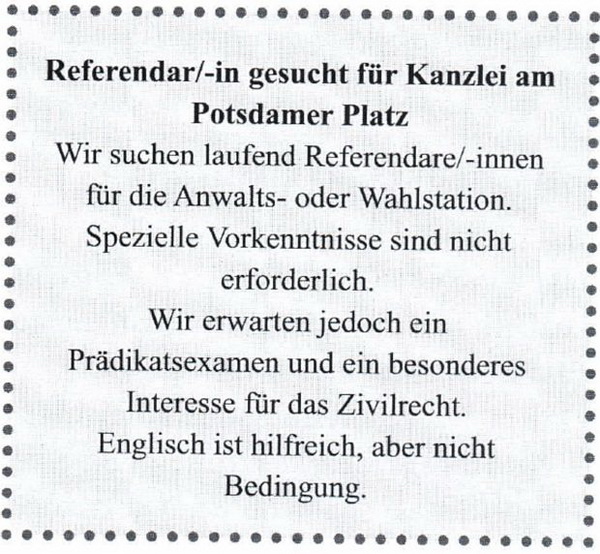 Referendar/-in gesucht für Kanzlei am
Potsdamer Platz
Wir suchen laufend Referendare/-innen
für die Anwalts- oder Wahlstation.
Spezielle Vorkenntnisse sind nicht
erforderlich.
Wir erwarten jedoch ein
Prädikatsexamen und ein besonderes
Interesse für das Zivilrecht.
Englisch ist hilfreich, aber nicht
Bedingung.